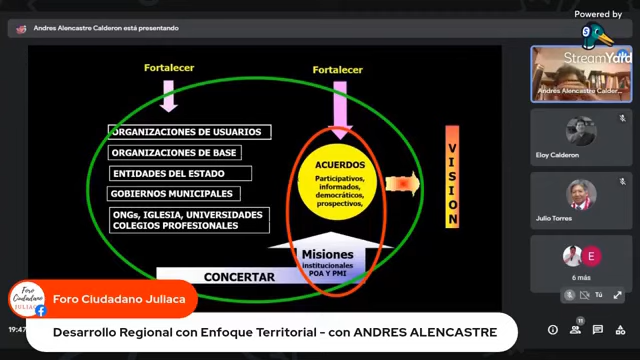 Andres Alencastre Calderon está presentando
Powered by
StreamYard
Fortalecer
Fortalecer
ORGANIZACIONES DE USUARIOS
ORGANIZACIONES DE BASE
ENTIDADES DEL ESTADO
GOBIERNOS MUNICIPALES
ONGs, IGLESIA, UNIVERSIDADES
COLEGIOS PROFESIONALES
ACUERDOS
Participativos,
informados,
democráticos,
prospectivos,
VISION
Misiones
institucionales
POA Y PMI
CONCERTAR
Andres Alencastre Calder...
Eloy Calderon
Julio Torres
E
6 más
Tú
11
Foro
Ciudadano
JULIACA
Foro Ciudadano Juliaca
19:47
Desarrollo Regional con Enfoque Territorial - con ANDRES ALENCASTRE